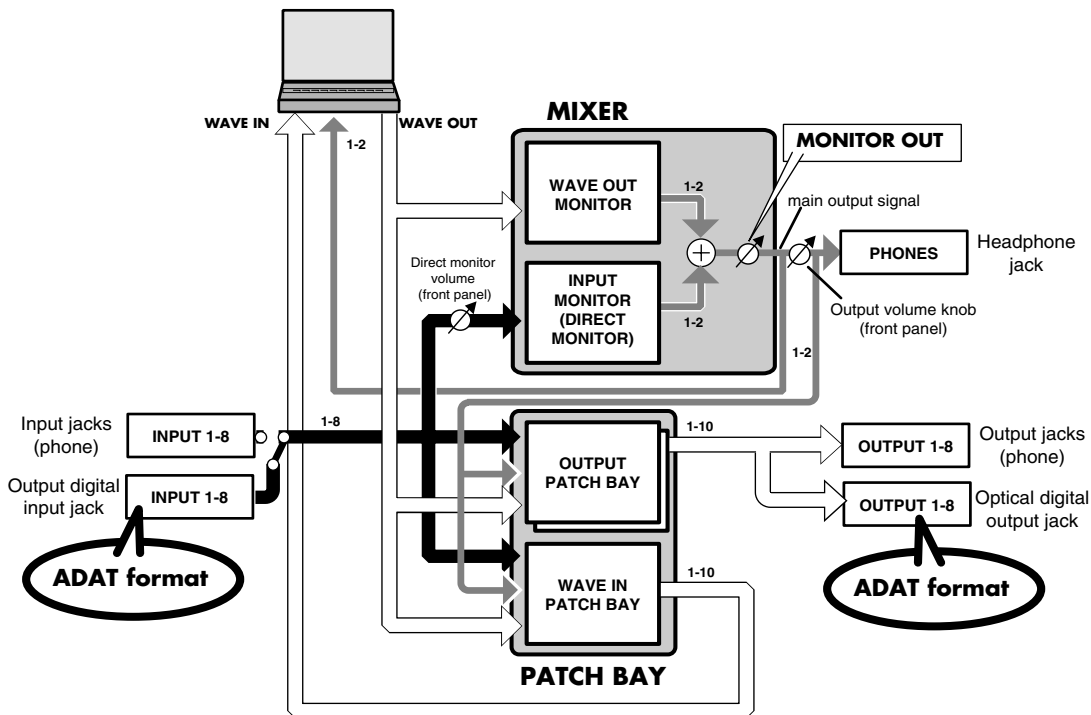 WAVE IN
WAVE OUT
1-2
MIXER
MONITOR OUT
WAVE OUT
MONITOR
1-2
main output signal
PHONES
Headphone
jack
Direct monitor
volume
(front panel)
INPUT
MONITOR
(DIRECT
MONITOR)
1-2
Output volume knob
(front panel)
1-2
Input jacks
(phone)
INPUT 1-8
1-8
Output digital
input jack
INPUT 1-8
ADAT format
OUTPUT
PATCH BAY
1-10
OUTPUT 1-8
Output jacks
(phone)
OUTPUT 1-8
Optical digital
output jack
ADAT format
WAVE IN
PATCH BAY
1-10
PATCH BAY